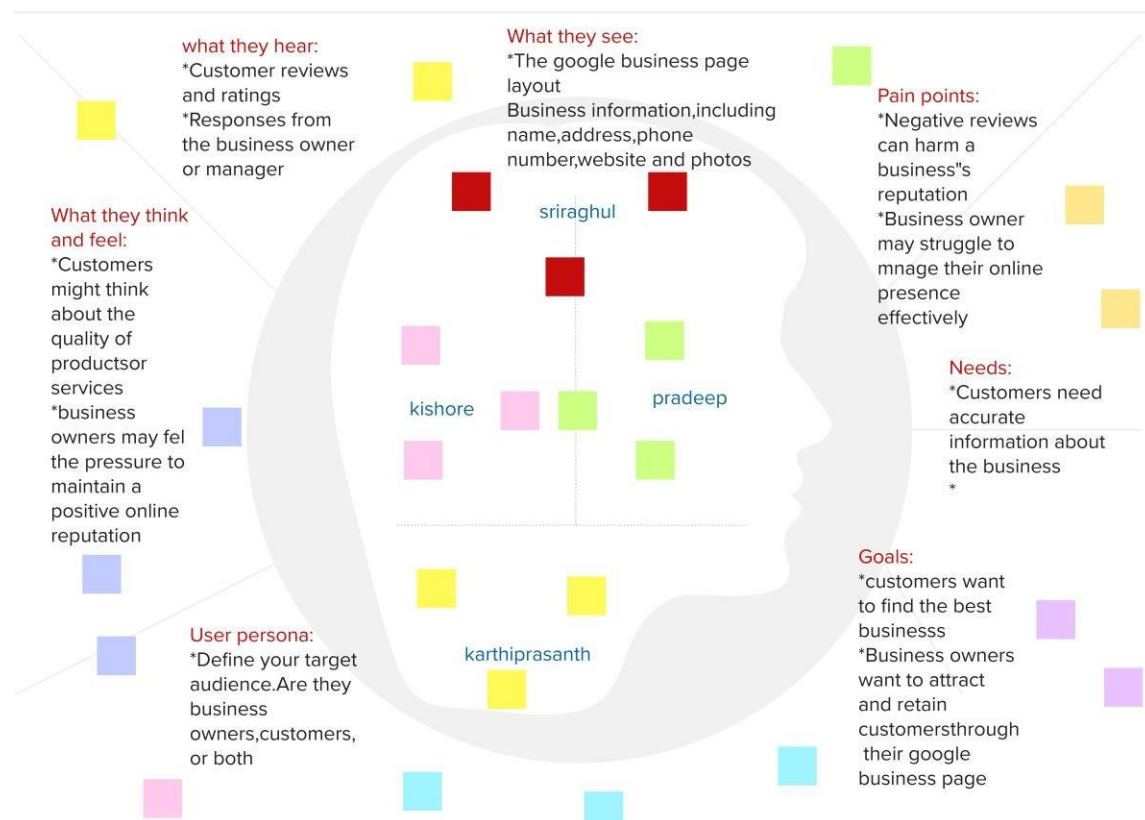 what they hear:
*Customer reviews
and ratings
*Responses from
the business owner
or manager
What they see:
*The google business page
layout
Business information,including
name,address,phone
number,website and photos
Pain points:
*Negative reviews
can harm a
business"s
reputation
*Business owner
may struggle to
mnage their online
presence
effectively
What they think
and feel:
*Customers
might think
about the
quality of
productsor
services
*business
owners may fel
the pressure to
maintain a
positive online
reputation
sriraghul
kishore
pradeep
Needs:
*Customers need
accurate
information about
the business
*
User persona:
*Define your target
audience.Are they
business
owners,customers,
or both
karthiprasanth
Goals:
*customers want
to find the best
businesss
*Business owners
want to attract
and retain
customersthrough
their google
business page